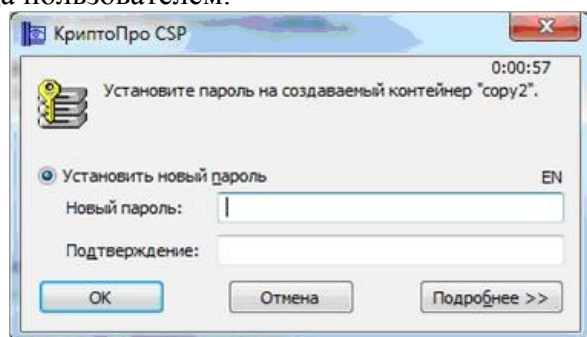 а пользователем.
КриптоПро CSP
0:00:57
Установите пароль на создаваемый контейнер "copy2".
Установить новый пароль EN
Новый пароль:
Подтверждение:
ОК Отмена Подробнее >>